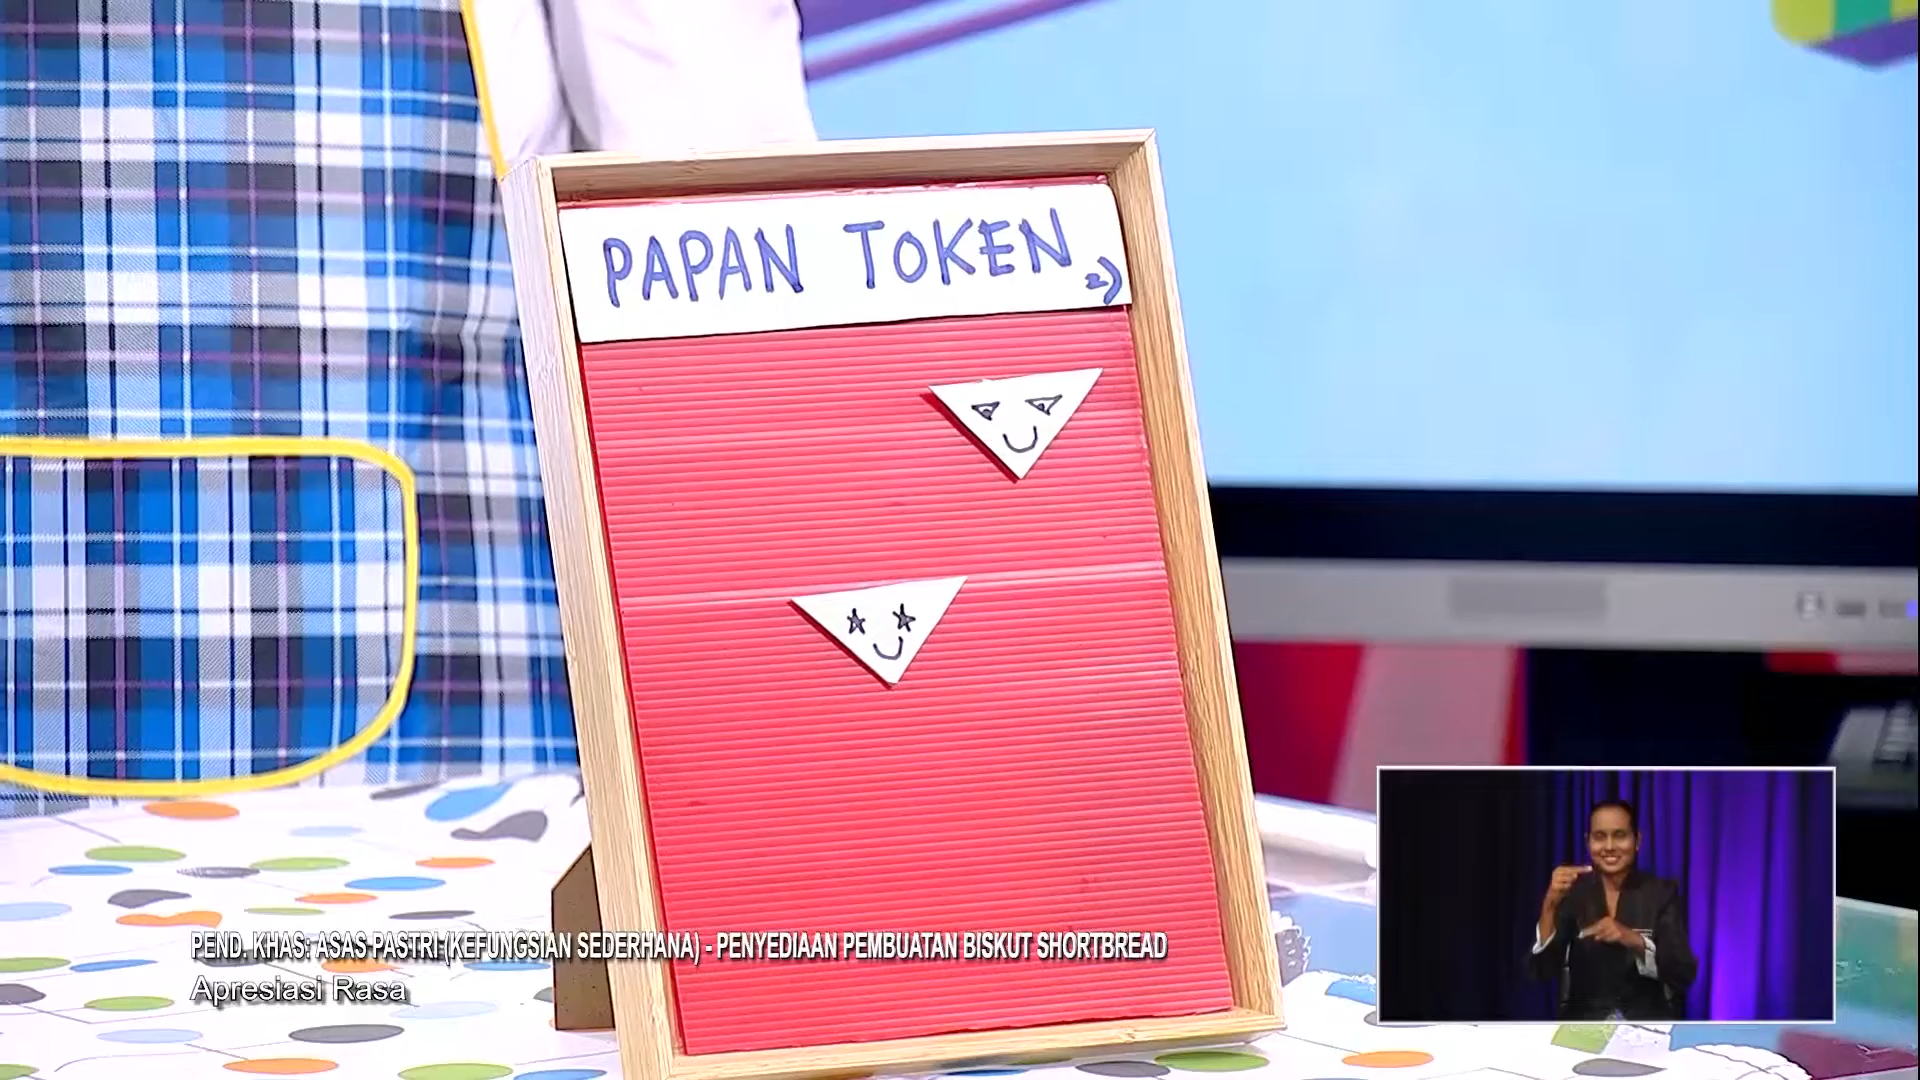 PAPAN TOKEN
PEND. KHAS: ASAS PASTRI (KEFUNGSIAN SEDERHANA) - PENYEDIAAN PEMBUATAN BISKUT SHORTBREAD
Apresiasi Rasa